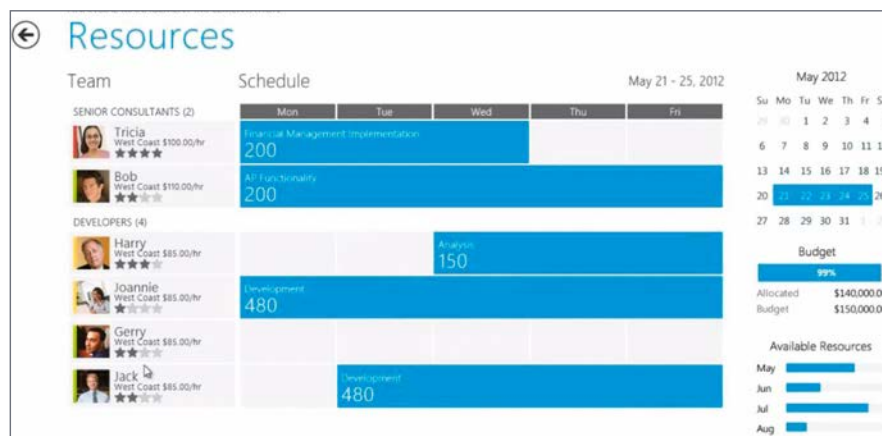 Resources
Team
Schedule
May 21 - 25, 2012
SENIOR CONSULTANTS (2)
Mon Tue Wed Thu Fri
Tricia
West Coast $100.00/hr
Financial Management Implementation
200
Bob
West Coast $110.00/hr
AP Functionality
200
DEVELOPERS (4)
Harry
West Coast $85.00/hr
Analysis
150
Joannie
West Coast $85.00/hr
Development
480
Gerry
West Coast $85.00/hr
Jack
West Coast $85.00/hr
Development
480
May 2012
Su Mo Tu We Th Fr S
29 30 1 2 3 4
6 7 8 9 10 11 1
13 14 15 16 17 18 19
20 21 22 23 24 25 26
27 28 29 30 31 1
Budget
99%
Allocated $140,000.0
Budget $150,000.0
Available Resources
May
Jun
Jul
Aug